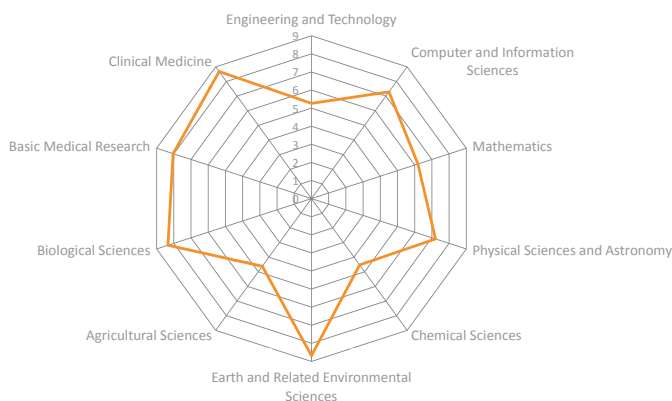 Engineering and Technology
9
8
7
6
5
4
3
2
1
0
Computer and Information
Sciences
Mathematics
Physical Sciences and Astronomy
Chemical Sciences
Earth and Related Environmental
Sciences
Agricultural Sciences
Biological Sciences
Basic Medical Research
Clinical Medicine